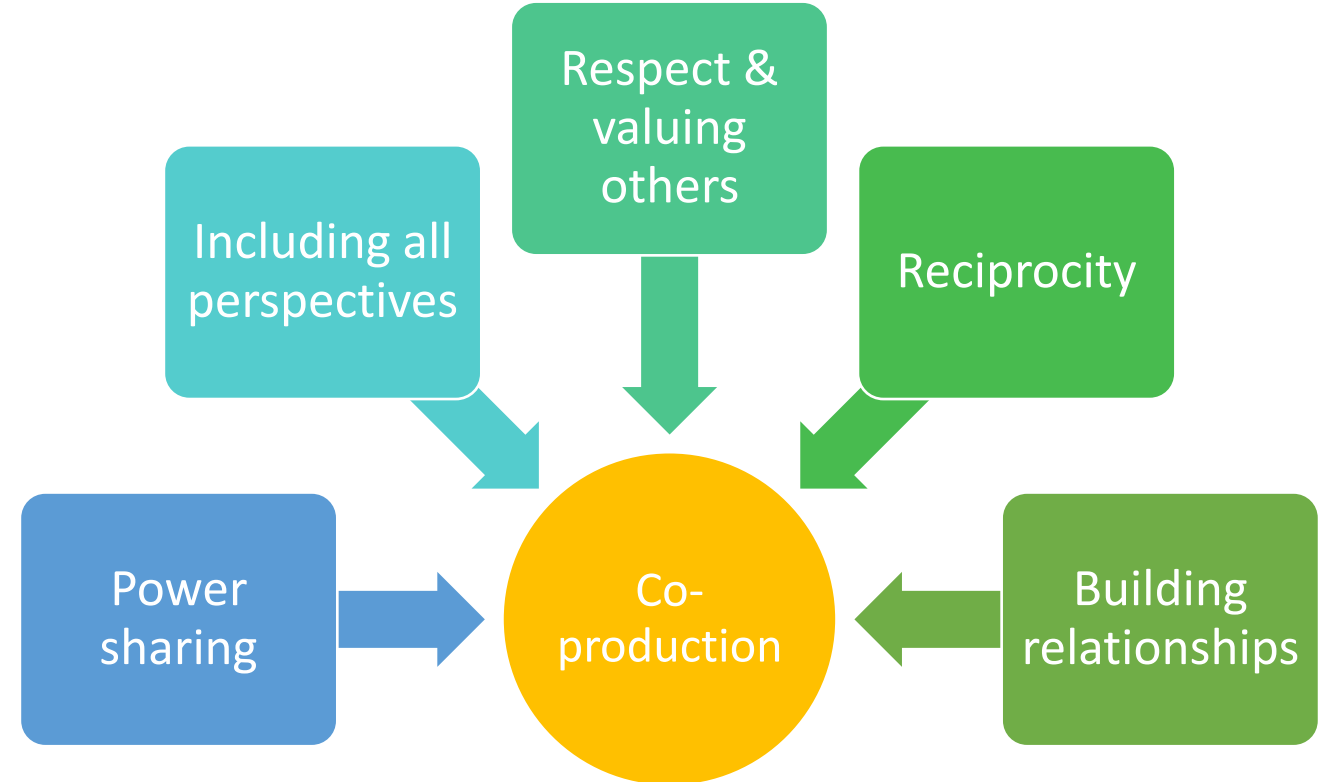 Respect &
valuing
others
Including all
perspectives
Reciprocity
Power
sharing
Co-
production
Building
relationships